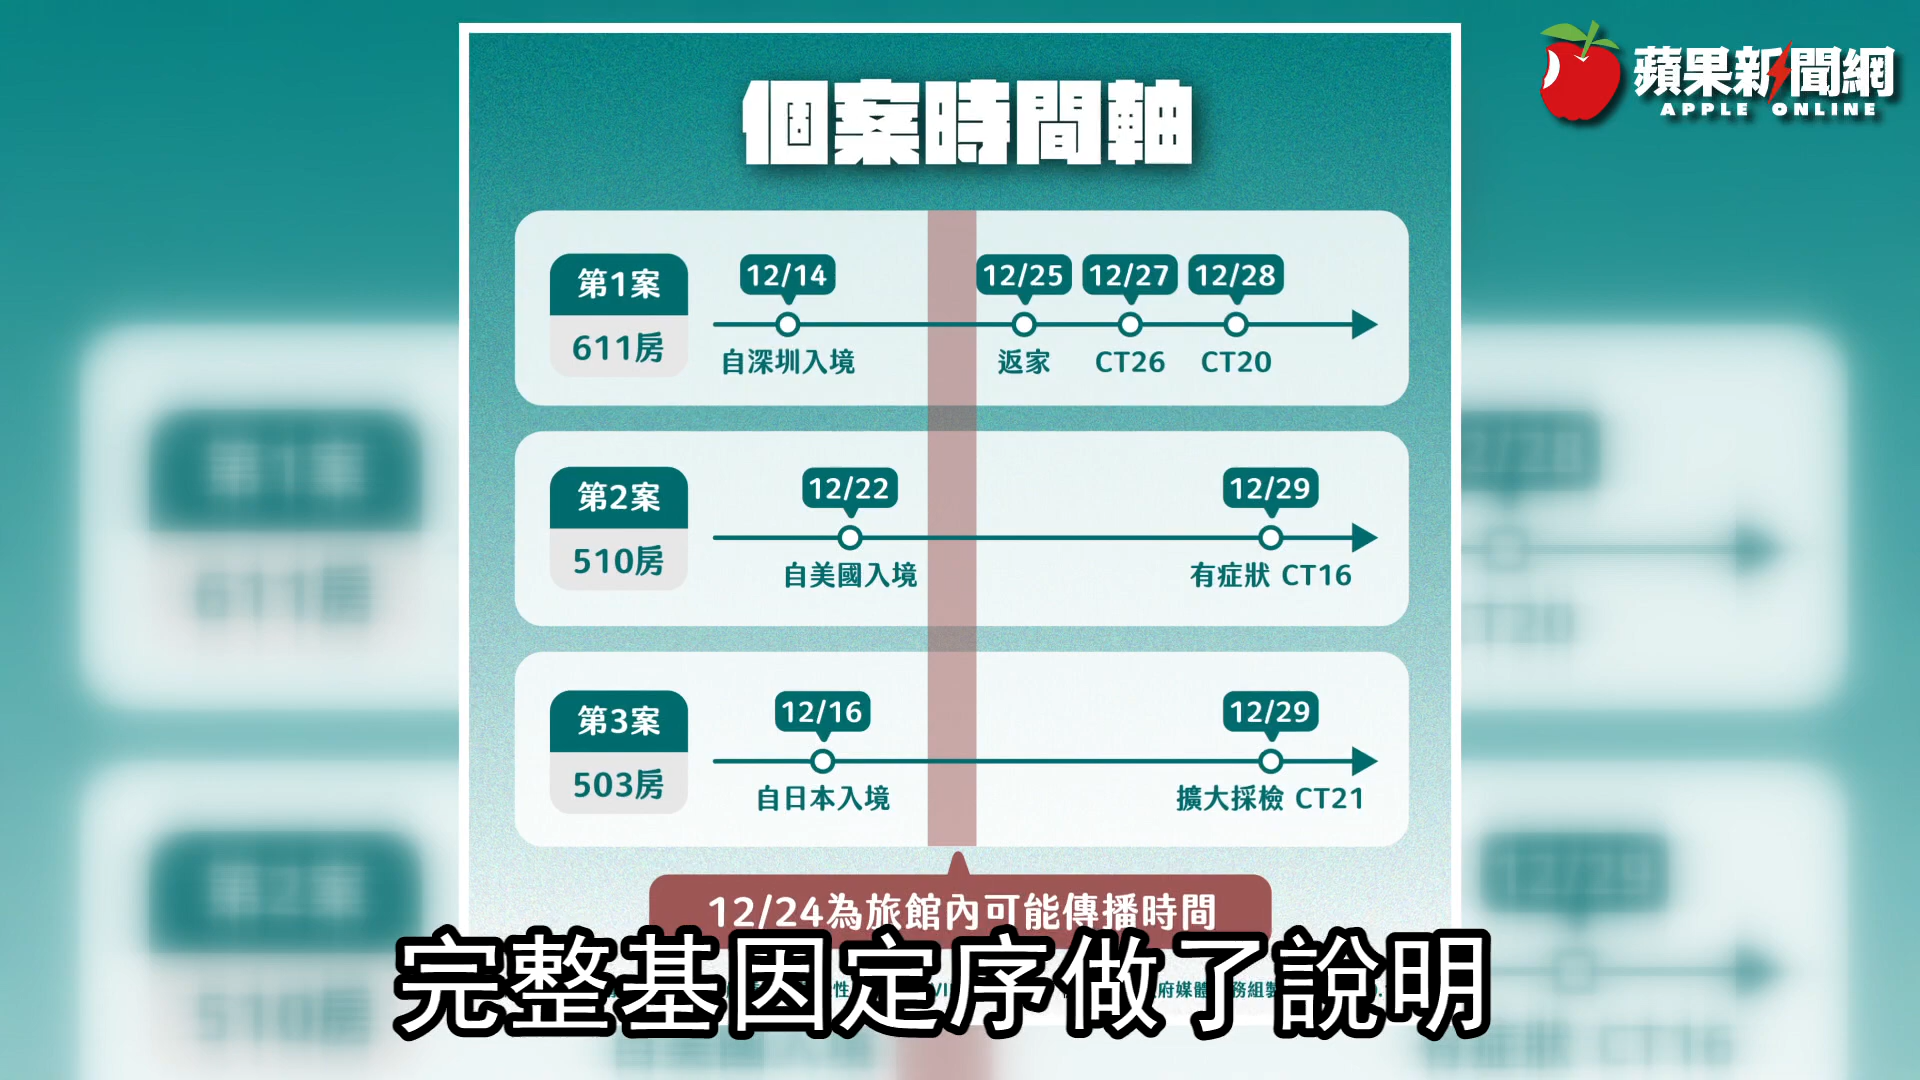 蘋果新聞網
APPLE ONLINE
個案時間軸
第1案
611房
12/14
12/25
12/27
12/28
自深圳入境
返家
CT26
CT20
第2案
510房
12/22
12/29
自美國入境
有症狀 CT16
第3案
503房
12/16
12/29
自日本入境
擴大採檢 CT21
12/24為旅館內可能傳播時間
完整基因定序做了說明